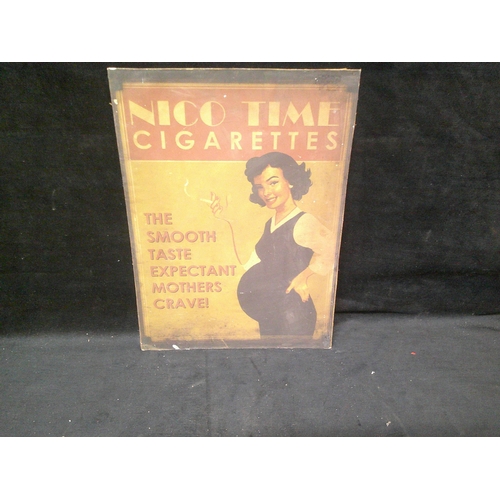 NICO TIME
CIGARETTES
THE
SMOOTH
TASTE
EXPECTANT
MOTHERS
CRAVE!